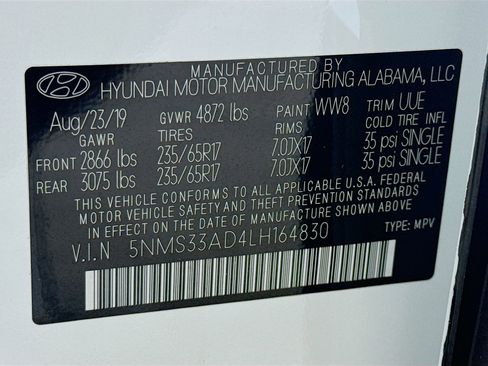 MANUFACTURED BY
HYUNDAI MOTOR MANUFACTURING ALABAMA, LLC
Aug/23/19 GVWR 4872 lbs PAINT WW8 TRIM UUE
GAWR TIRES RIMS COLD TIRE INFL
FRONT 2866 lbs 235/65R17 7.0JX17 35 psi SINGLE
REAR 3075 lbs 235/65R17 7.0JX17 35 psi SINGLE
THIS VEHICLE CONFORMS TO ALL APPLICABLE U.S.A. FEDERAL
MOTOR VEHICLE SAFETY AND THEFT PREVENTION STANDARDS
IN EFFECT ON THE DATE OF MANUFACTURE SHOWN ABOVE.
V.I.N 5NMS33AD4LH164830 TYPE: MPV